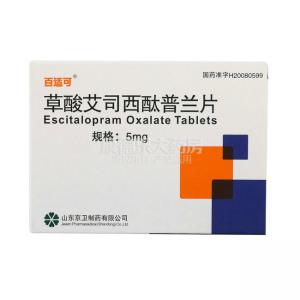 百适可
国药准字H20080599
草酸艾司西酞普兰片
Escitalopram Oxalate Tablets
规格：5mg
山东京卫制药有限公司
Jewim Pharmaceutical (Shandong) Co.,Ltd.